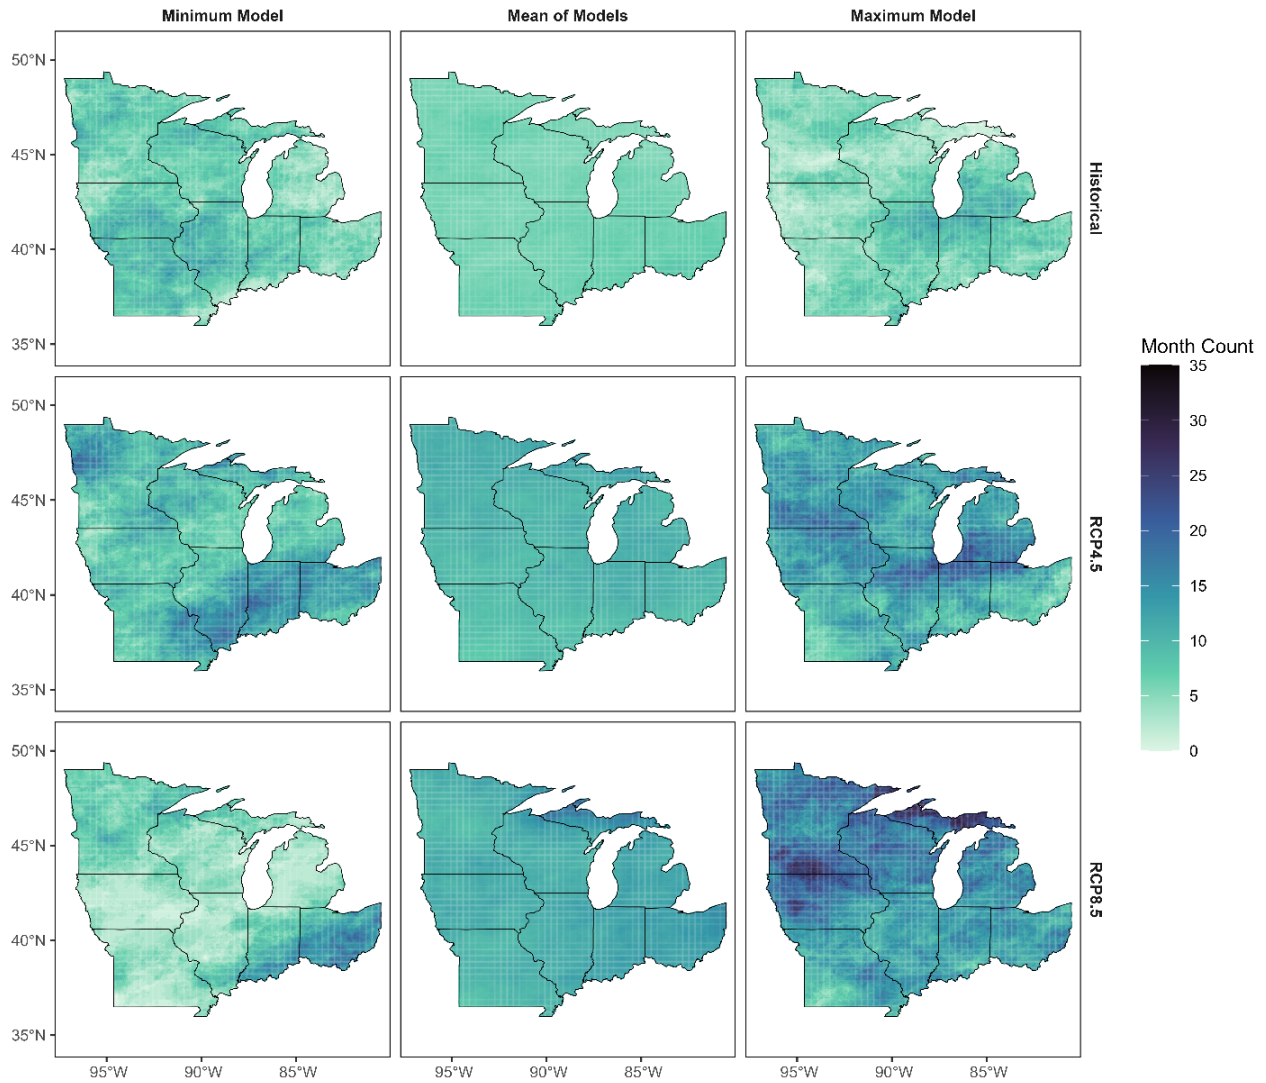 Minimum Model
Mean of Models
Maximum Model
50°N
45°N
40°N
35°N
Historical
50°N
45°N
40°N
35°N
RCP4.5
50°N
45°N
40°N
35°N
RCP8.5
95°W
90°W
85°W
95°W
90°W
85°W
95°W
90°W
85°W
Month Count
35
30
25
20
15
10
5
0